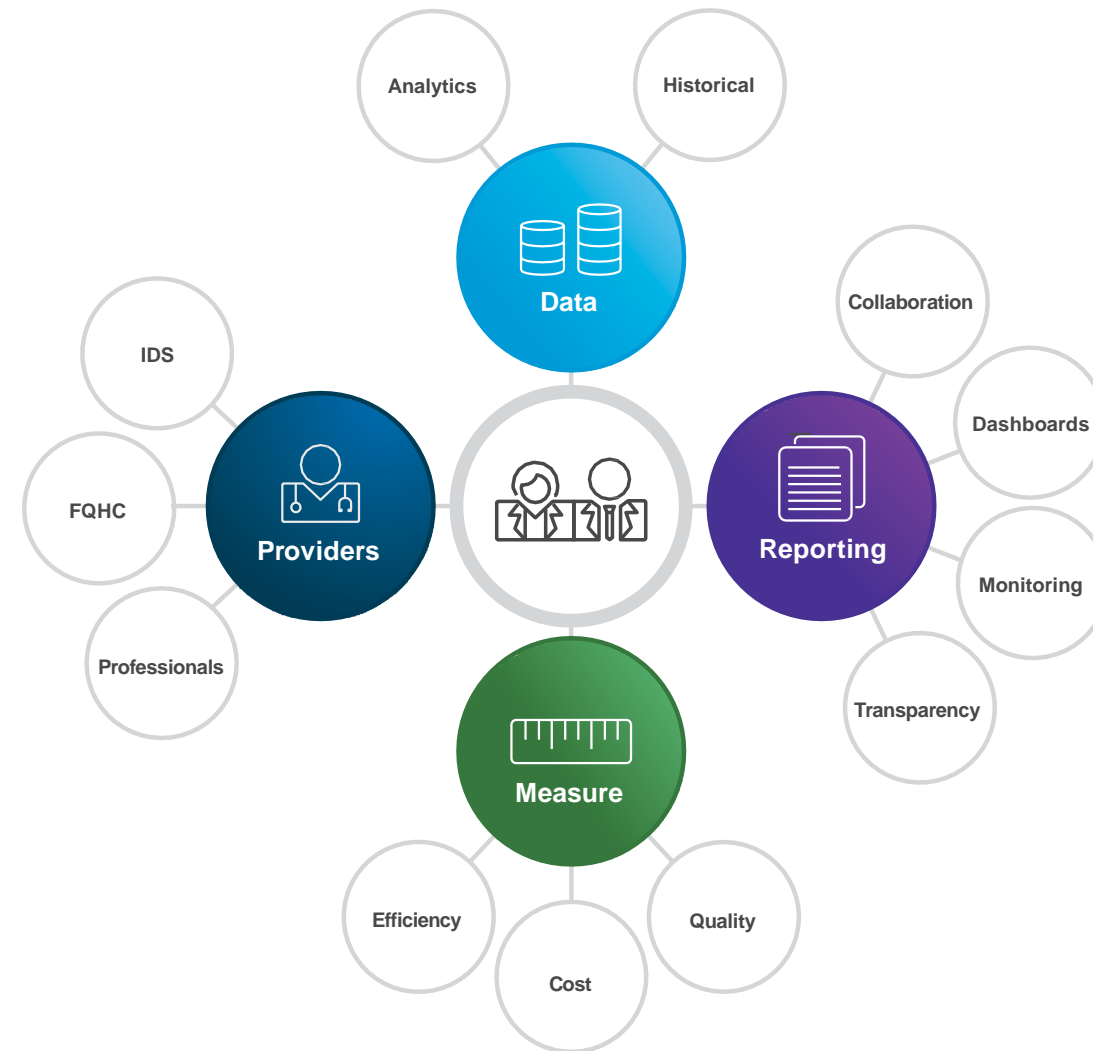 Analytics
Historical
Data
Collaboration
Dashboards
Monitoring
Transparency
Reporting
IDS
FQHC
Professionals
Providers
Measure
Efficiency
Cost
Quality